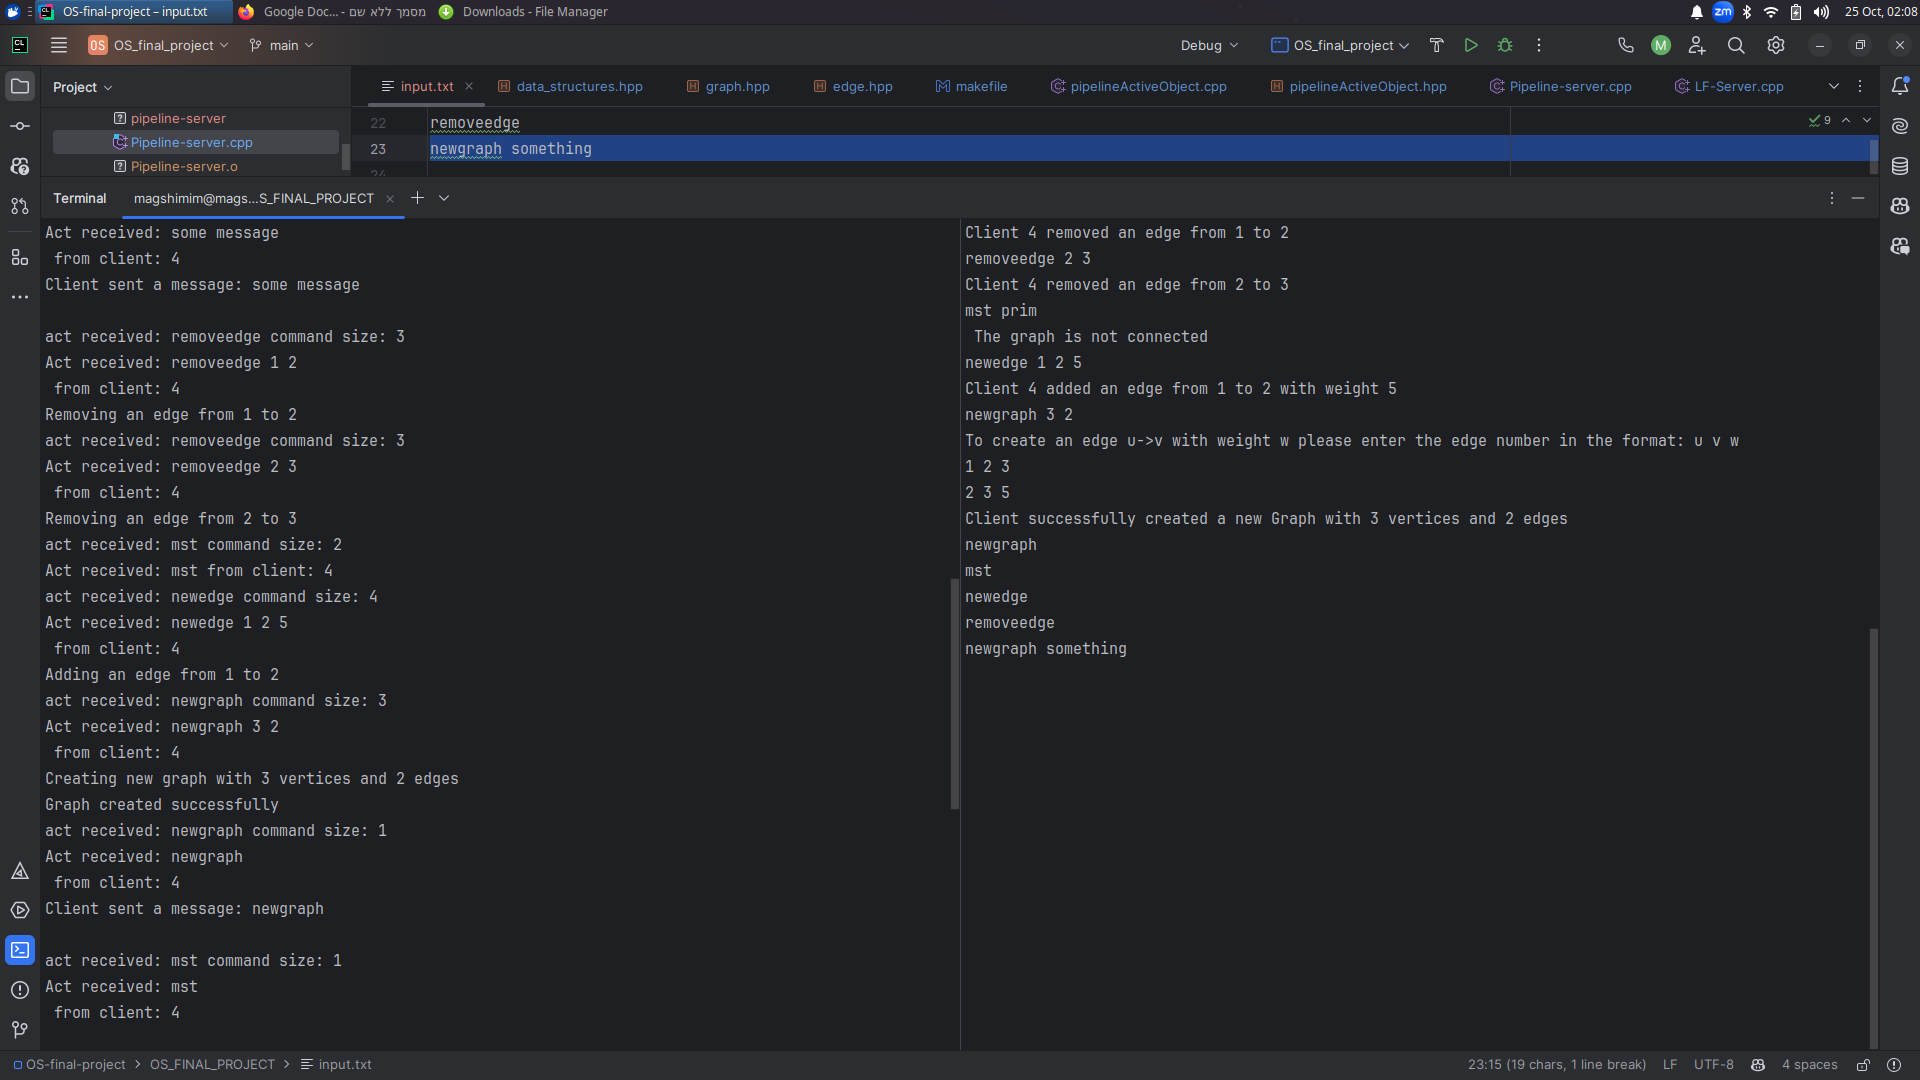 OS-final-project – input.txt
Google Doc... - מסמך ללא שם
Downloads - File Manager
zm
25 Oct, 02:08
CL
OS
OS_final_project
main
Debug
OS_final_project
M
Project
input.txt
data_structures.hpp
graph.hpp
edge.hpp
makefile
pipelineActiveObject.cpp
pipelineActiveObject.hpp
Pipeline-server.cpp
LF-Server.cpp
pipeline-server
Pipeline-server.cpp
Pipeline-server.o
22 removeedge
23 newgraph something
24
9
Terminal
magshimim@mags...S_FINAL_PROJECT
Act received: some message
from client: 4
Client sent a message: some message
act received: removeedge command size: 3
Act received: removeedge 1 2
from client: 4
Removing an edge from 1 to 2
act received: removeedge command size: 3
Act received: removeedge 2 3
from client: 4
Removing an edge from 2 to 3
act received: mst command size: 2
Act received: mst from client: 4
act received: newedge command size: 4
Act received: newedge 1 2 5
from client: 4
Adding an edge from 1 to 2
act received: newgraph command size: 3
Act received: newgraph 3 2
from client: 4
Creating new graph with 3 vertices and 2 edges
Graph created successfully
act received: newgraph command size: 1
Act received: newgraph
from client: 4
Client sent a message: newgraph
act received: mst command size: 1
Act received: mst
from client: 4
Client 4 removed an edge from 1 to 2
removeedge 2 3
Client 4 removed an edge from 2 to 3
mst prim
The graph is not connected
newedge 1 2 5
Client 4 added an edge from 1 to 2 with weight 5
newgraph 3 2
To create an edge u->v with weight w please enter the edge number in the format: u v w
1 2 3
2 3 5
Client successfully created a new Graph with 3 vertices and 2 edges
newgraph
mst
newedge
removeedge
newgraph something
OS-final-project > OS_FINAL_PROJECT > input.txt
23:15 (19 chars, 1 line break)
LF
UTF-8
4 spaces